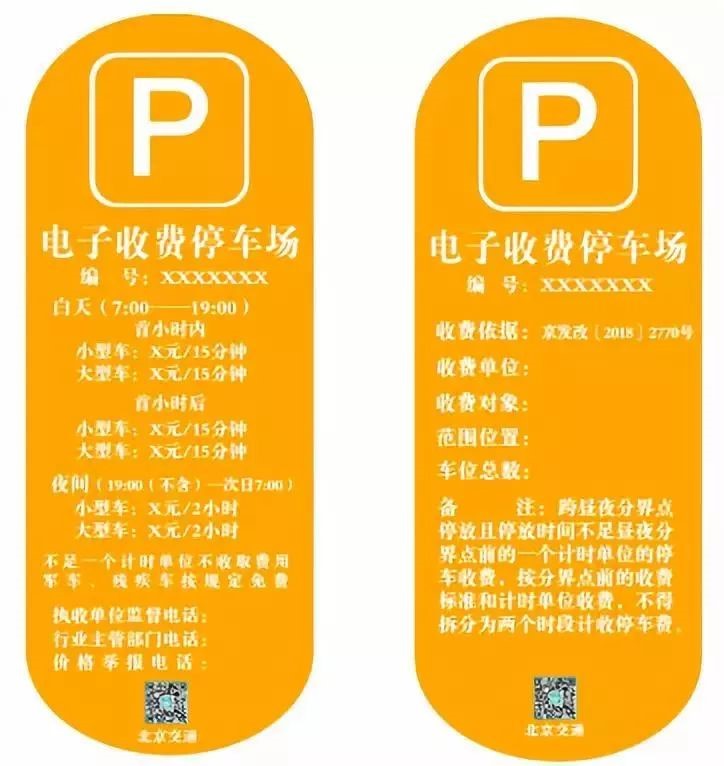 P
电子收费停车场
编 号：XXXXXXX
白天（7:00——19:00）
首小时内
小型车：X元/15分钟
大型车：X元/15分钟
首小时后
小型车：X元/15分钟
大型车：X元/15分钟
夜间（19:00（不含）—次日7:00）
小型车：X元/2小时
大型车：X元/2小时
不足一个计时单位不收取费用
军车、残疾车按规定免费
执收单位监督电话：
行业主管部门电话：
价格举报电话：
北京交通
P
电子收费停车场
编 号：XXXXXXX
收费依据：京发改［2018］2770号
收费单位：
收费对象：
范围位置：
车位总数：
备 注：跨昼夜分界点
停放且停放时间不足昼夜分
界点前的一个计时单位的停
车收费，按分界点前的收费
标准和计时单位收费，不得
拆分为两个时段计收停车费。
北京交通